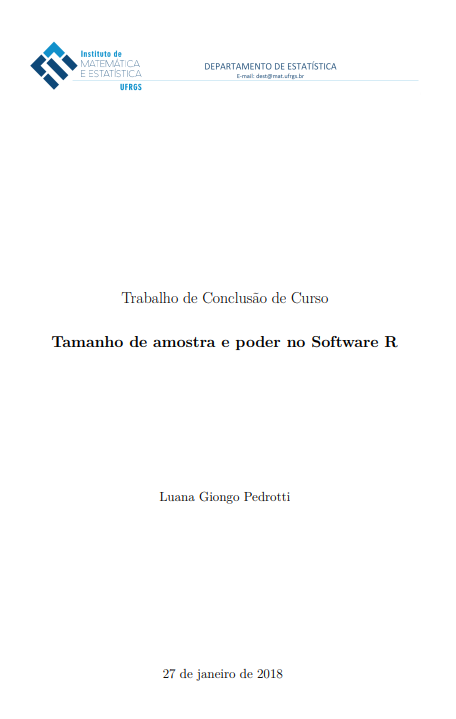 Instituto de
MATEMÁTICA
E ESTATÍSTICA
UFRGS
DEPARTAMENTO DE ESTATÍSTICA
E-mail: dest@mat.ufrgs.br
Trabalho de Conclusão de Curso
Tamanho de amostra e poder no Software R
Luana Giongo Pedrotti
27 de janeiro de 2018